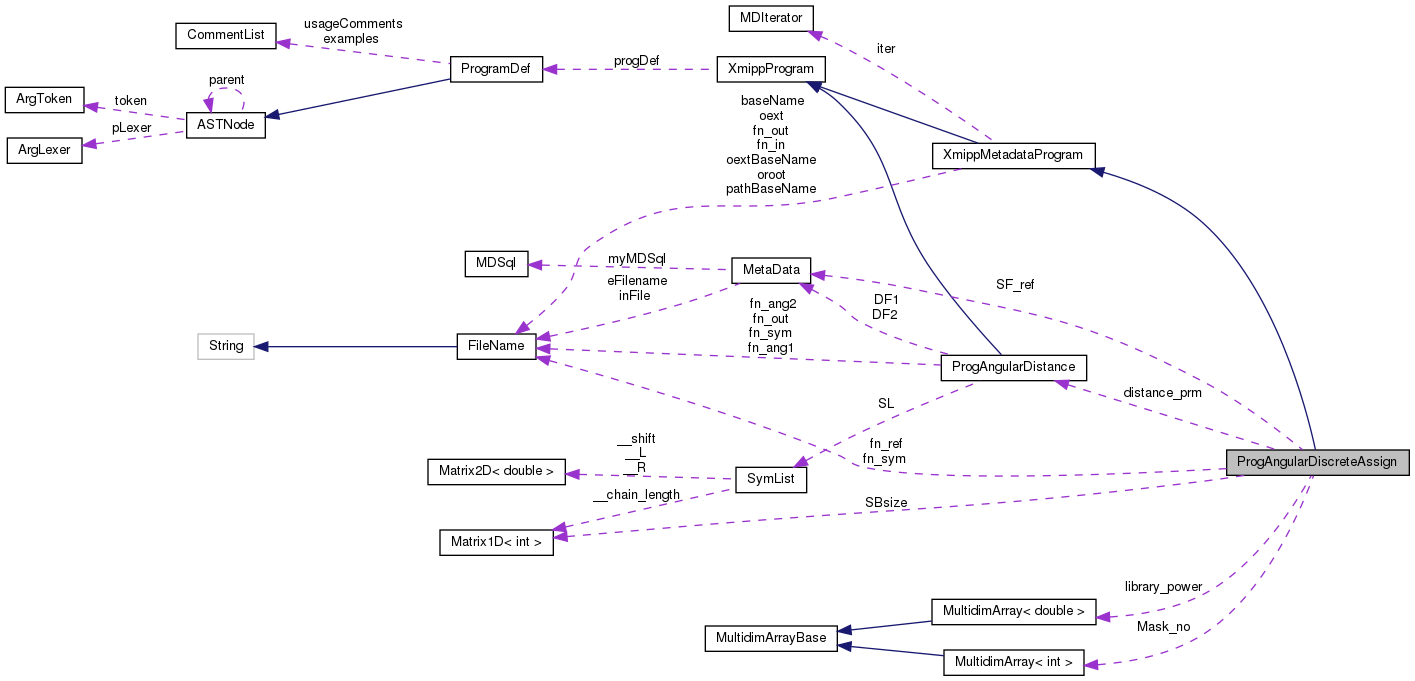 MDIterator
usageComments
examples
CommentList
iter
progDef
ProgramDef
XmippProgram
parent
ArgToken
token
baseName
oext
fn_out
fn_in
oextBaseName
oroot
pathBaseName
ASTNode
pLexer
ArgLexer
XmippMetadataProgram
MDSql
myMDSql
MetaData
eFilename
inFile
SF_ref
DF1
DF2
fn_ang2
fn_out
fn_sym
fn_ang1
String
FileName
ProgAngularDistance
distance_prm
SL
__shift
__L
__R
fn_ref
fn_sym
ProgAngularDiscreteAssign
Matrix2D< double >
SymList
__chain_length
SBsize
Matrix1D< int >
library_power
MultidimArray< double >
Mask_no
MultidimArrayBase
MultidimArray< int >